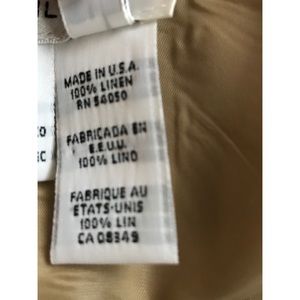 MADE IN U.S.A.
100% LINEN
RN 54050
FABRICADA EN
E.E.U.U.
100% LINO
FABRIQUE AU
ETATS-UNIS
100% LIN
CA 08349